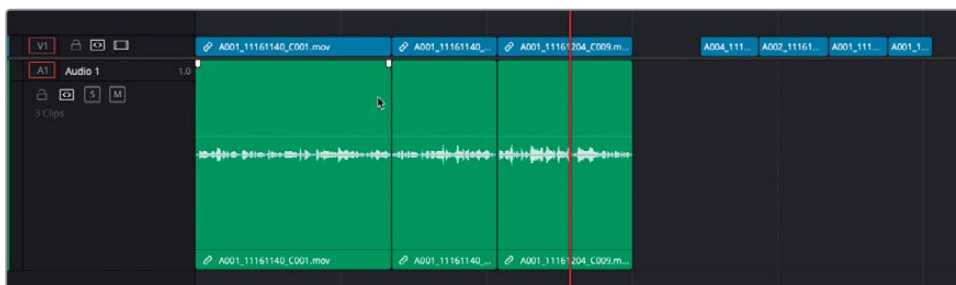 V1 A001_11161140_C001.mov A001_11161140_... A001_11161204_C009.m... A004_111... A002_11161... A001_111... A001_1...
A1 Audio 1 1.0
S M
3 Clips
A001_11161140_C001.mov A001_11161140_... A001_11161204_C009.m...